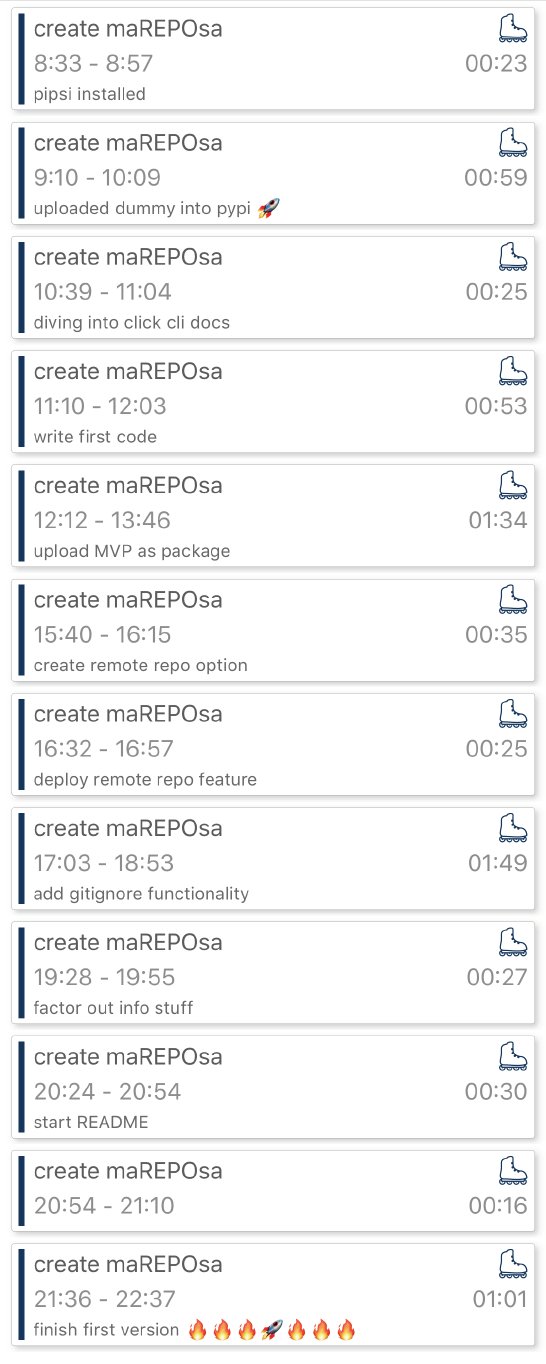 create maREPOsa
8:33 - 8:57 00:23
pipsi installed
create maREPOsa
9:10 - 10:09 00:59
uploaded dummy into pypi 🚀
create maREPOsa
10:39 - 11:04 00:25
diving into click cli docs
create maREPOsa
11:10 - 12:03 00:53
write first code
create maREPOsa
12:12 - 13:46 01:34
upload MVP as package
create maREPOsa
15:40 - 16:15 00:35
create remote repo option
create maREPOsa
16:32 - 16:57 00:25
deploy remote repo feature
create maREPOsa
17:03 - 18:53 01:49
add gitignore functionality
create maREPOsa
19:28 - 19:55 00:27
factor out info stuff
create maREPOsa
20:24 - 20:54 00:30
start README
create maREPOsa
20:54 - 21:10 00:16
create maREPOsa
21:36 - 22:37 01:01
finish first version 🔥🔥🔥🚀🔥🔥🔥